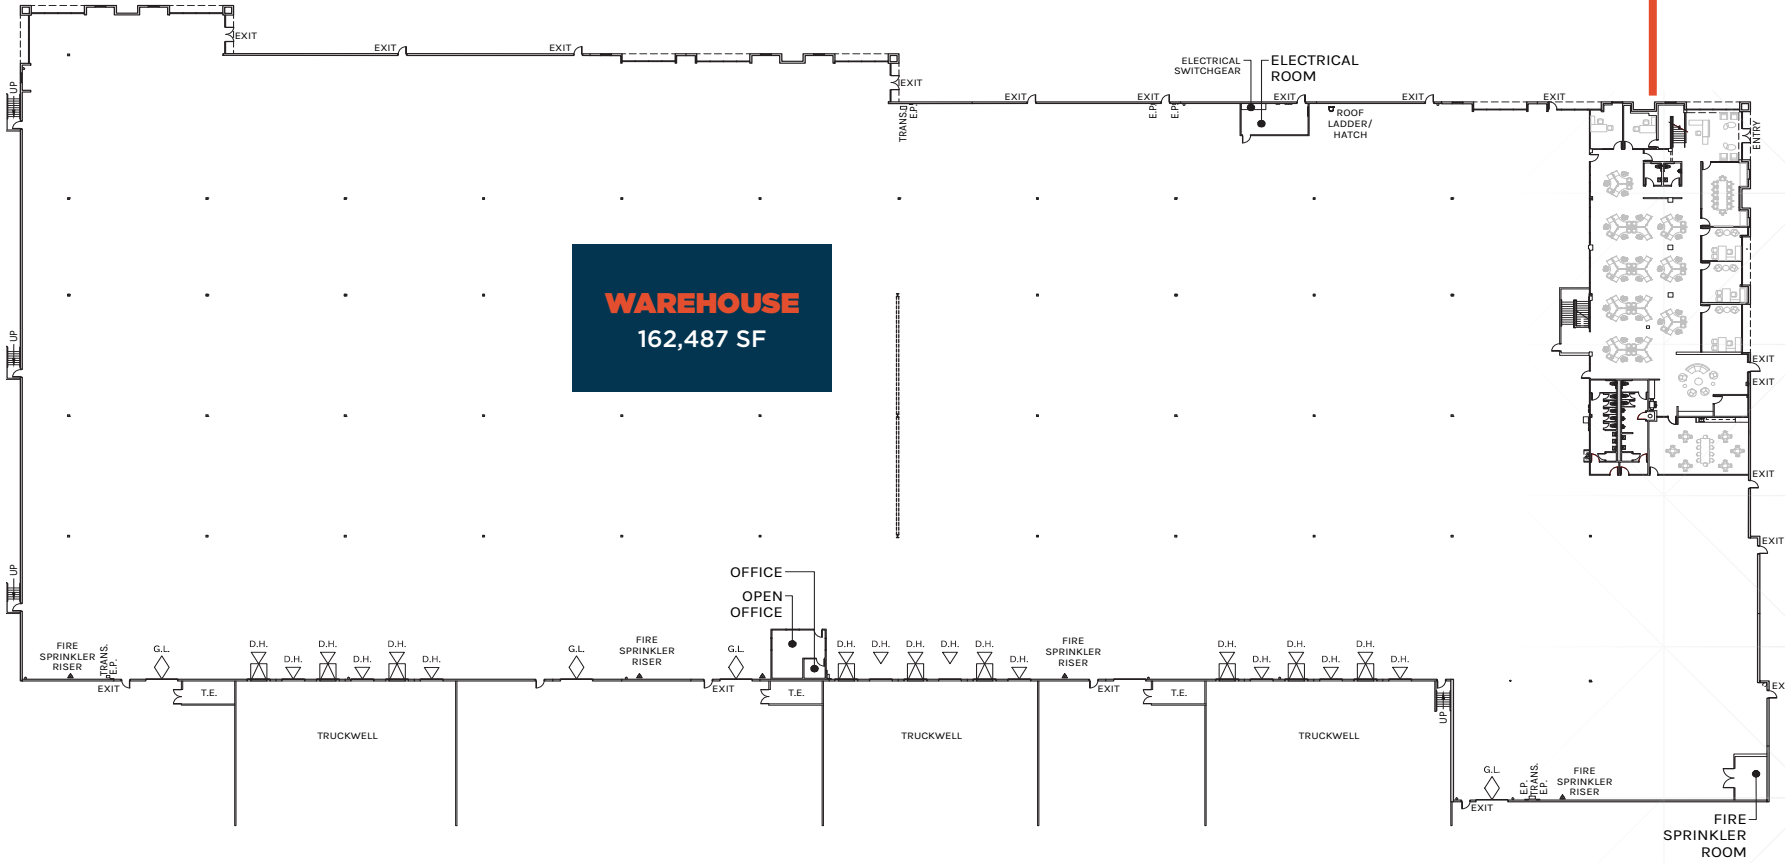 EXIT
EXIT
EXIT
ELECTRICAL
SWITCHGEAR
ELECTRICAL
ROOM
EXIT
UP
EXIT
EXIT
EXIT
EXIT
EXIT
TRANS.
E.P.
E.P.
E.P.
ROOF
LADDER/
HATCH
ENTRY
WAREHOUSE
162,487 SF
UP
EXIT
EXIT
EXIT
EXIT
UP
OFFICE
OPEN
OFFICE
FIRE
SPRINKLER
RISER
TRANS.
E.P.
G.L.
D.H.
D.H.
D.H.
D.H.
D.H.
D.H.
G.L.
FIRE
SPRINKLER
RISER
G.L.
D.H.
D.H.
D.H.
D.H.
D.H.
D.H.
FIRE
SPRINKLER
RISER
D.H.
D.H.
D.H.
D.H.
D.H.
D.H.
EXIT
T.E.
EXIT
T.E.
EXIT
T.E.
UP
EX
TRUCKWELL
TRUCKWELL
TRUCKWELL
G.L.
E.P.
TRANS.
E.P.
FIRE
SPRINKLER
RISER
EXIT
FIRE
SPRINKLER
ROOM